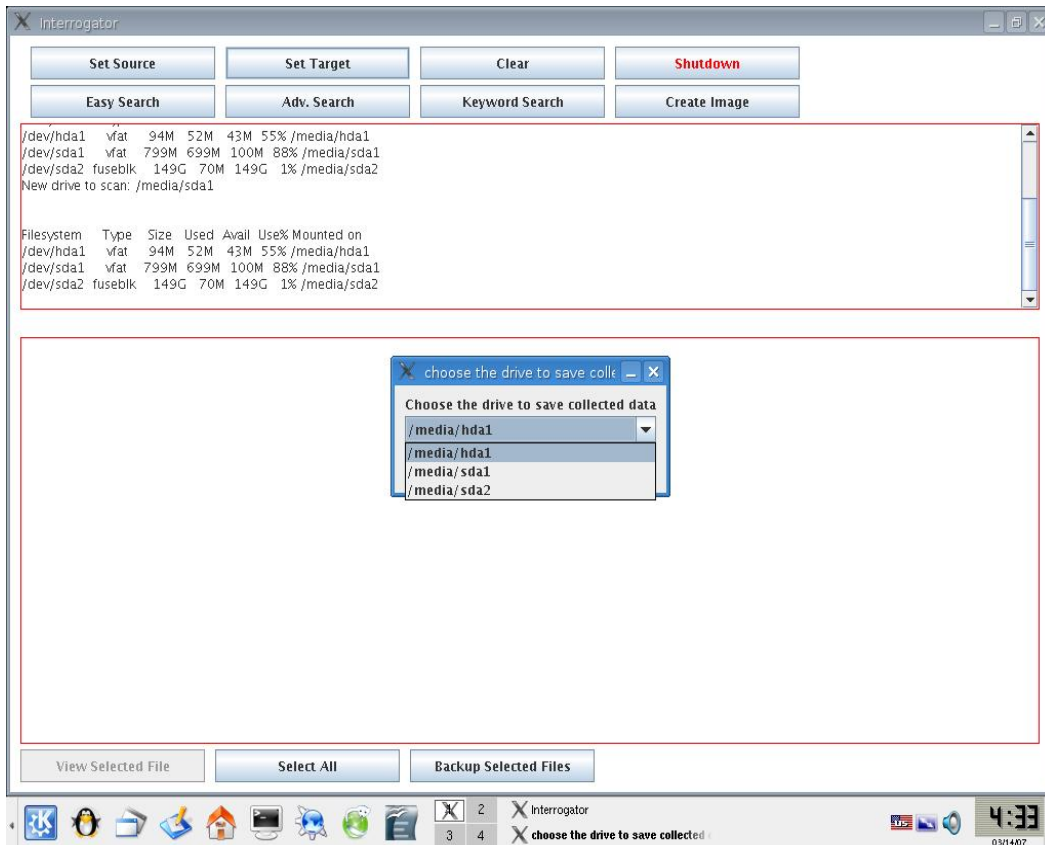 Interrogator
Set Source Set Target Clear Shutdown
Easy Search Adv. Search Keyword Search Create Image
/dev/hda1 vfat 94M 52M 43M 55% /media/hda1
/dev/sda1 vfat 799M 699M 100M 88% /media/sda1
/dev/sda2 fuseblk 149G 70M 149G 1% /media/sda2
New drive to scan: /media/sda1
Filesystem Type Size Used Avail Use% Mounted on
/dev/hda1 vfat 94M 52M 43M 55% /media/hda1
/dev/sda1 vfat 799M 699M 100M 88% /media/sda1
/dev/sda2 fuseblk 149G 70M 149G 1% /media/sda2
choose the drive to save colle
Choose the drive to save collected data
/media/hda1
/media/hda1
/media/sda1
/media/sda2
View Selected File Select All Backup Selected Files
2 Interrogator
3 4 choose the drive to save collected
us
4:33
03/14/07